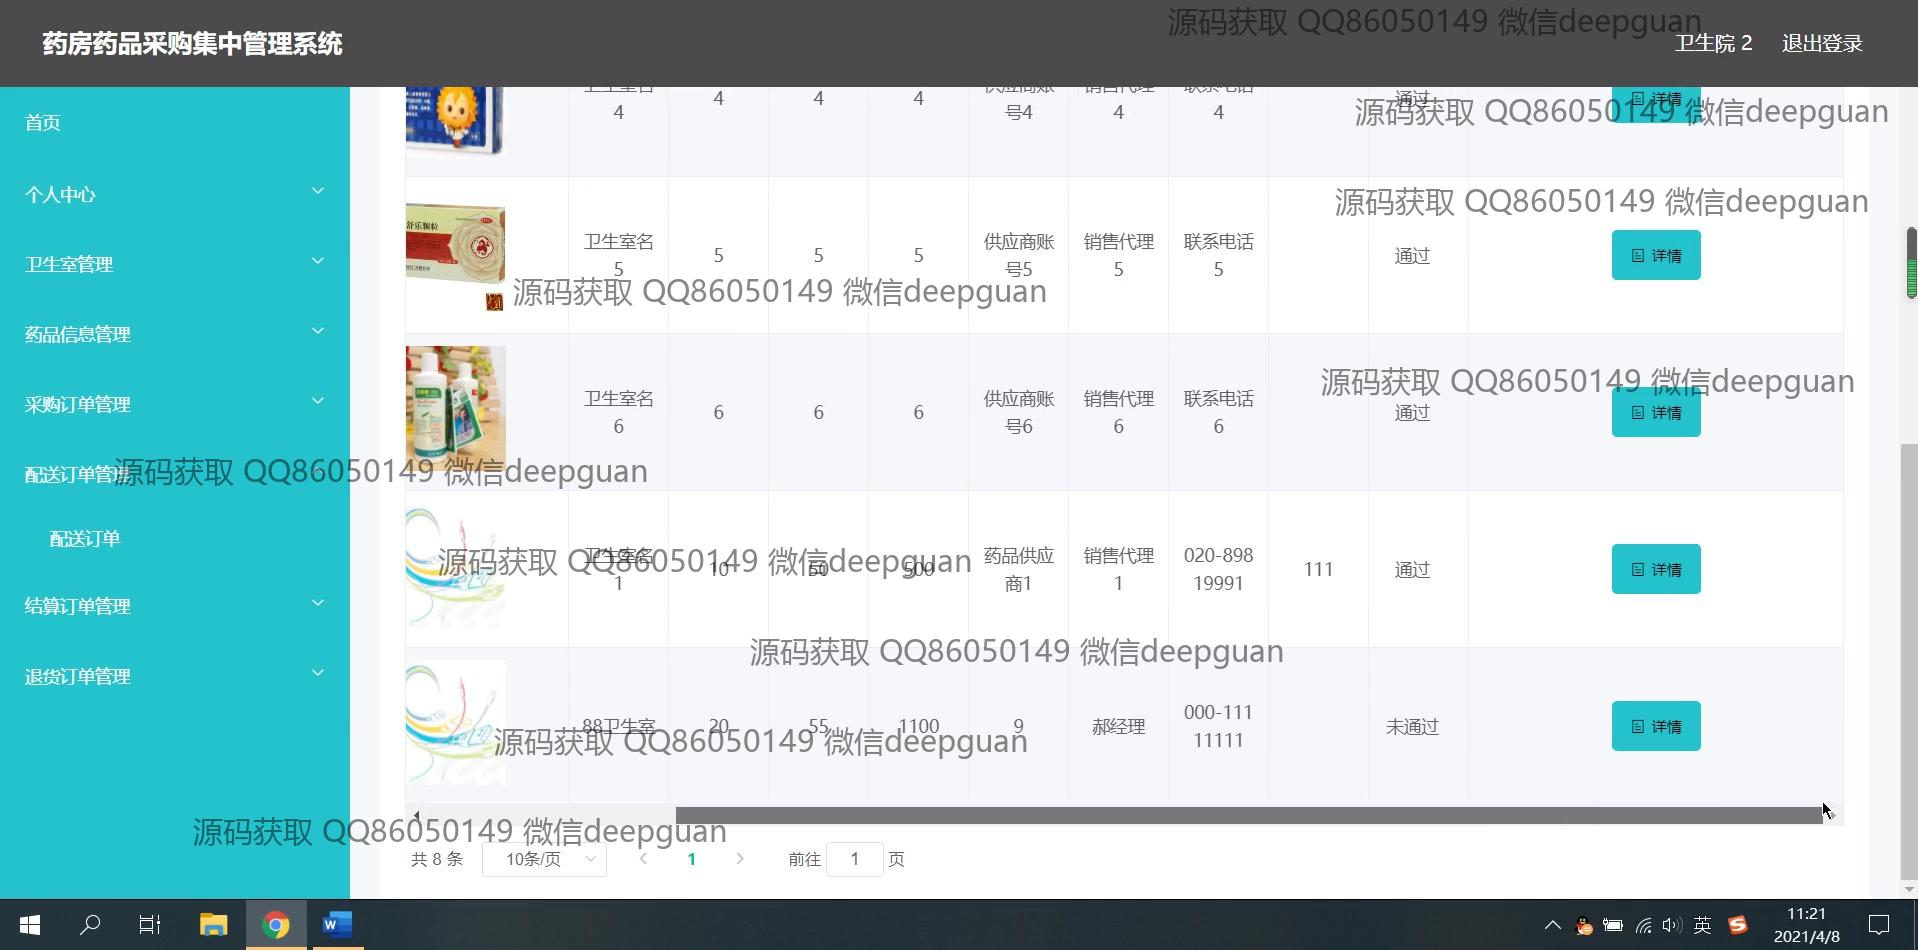 药房药品采购集中管理系统
源码获取 QQ86050149 微信deepguan
卫生院 2 退出登录
首页
个人中心
卫生室管理
药品信息管理
采购订单管理
配送订单管理
配送订单
结算订单管理
退货订单管理
卫生室名4 4 4 4 供应商账号4 销售代理4 联系电话4 通过 详情
源码获取 QQ86050149 微信deepguan
源码获取 QQ86050149 微信deepguan
舒乐颗粒
卫生室名5 5 5 5 供应商账号5 销售代理5 联系电话5 通过 详情
源码获取 QQ86050149 微信deepguan
源码获取 QQ86050149 微信deepguan
卫生室名6 6 6 6 供应商账号6 销售代理6 联系电话6 通过 详情
源码获取 QQ86050149 微信deepguan
源码获取 QQ86050149 微信deepguan
卫生室名1 10 50 500 药品供应商1 销售代理1 020-89819991 111 通过 详情
源码获取 QQ86050149 微信deepguan
88卫生室 20 55 1100 9 郝经理 000-11111111 未通过 详情
源码获取 QQ86050149 微信deepguan
源码获取 QQ86050149 微信deepguan
共 8 条 10条/页 1 前往 1 页
W 英 S 11:21
2021/4/8